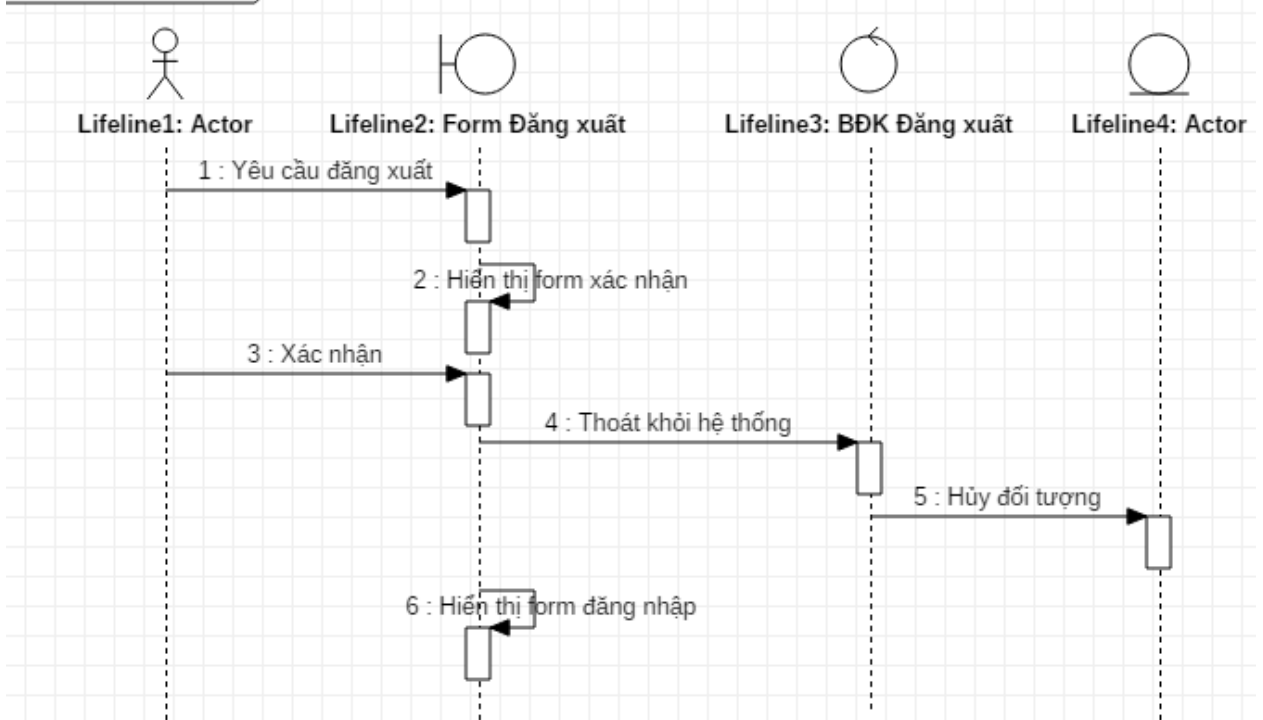 Lifeline1: Actor
Lifeline2: Form Đăng xuất
Lifeline3: BĐK Đăng xuất
Lifeline4: Actor
1 : Yêu cầu đăng xuất
2 : Hiển thị form xác nhận
3 : Xác nhận
4 : Thoát khỏi hệ thống
5 : Hủy đối tượng
6 : Hiển thị form đăng nhập